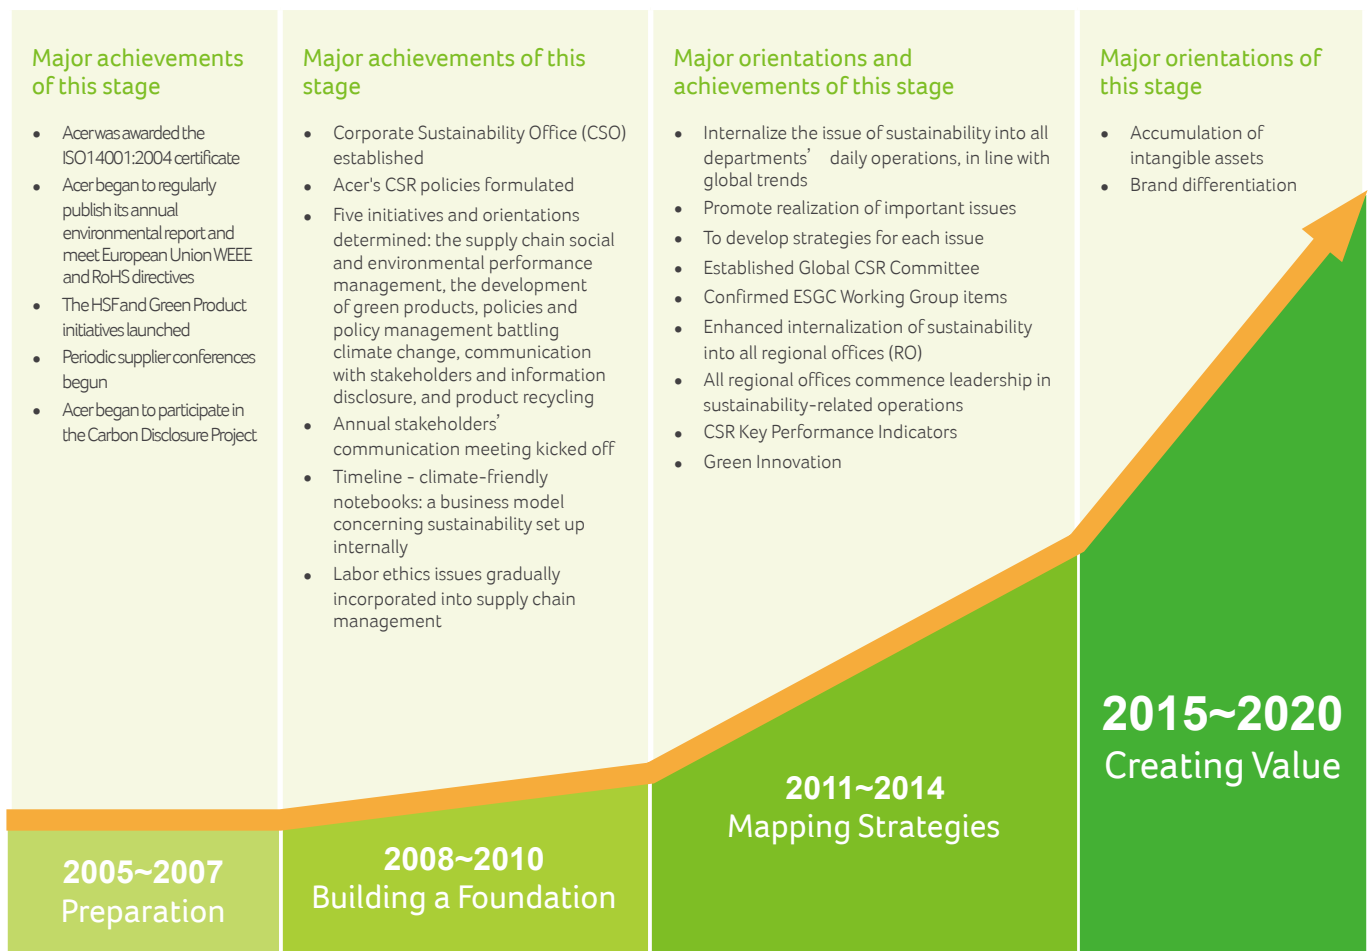 Major achievements
of this stage
● Acer was awarded the
ISO14001:2004 certificate
● Acer began to regularly
publish its annual
environmental report and
meet European Union WEEE
and RoHS directives
● The HSF and Green Product
initiatives launched
● Periodic supplier conferences
begun
● Acer began to participate in
the Carbon Disclosure Project
2005~2007
Preparation
Major achievements of this
stage
● Corporate Sustainability Office (CSO)
established
● Acer's CSR policies formulated
● Five initiatives and orientations
determined: the supply chain social
and environmental performance
management, the development
of green products, policies and
policy management battling
climate change, communication
with stakeholders and information
disclosure, and product recycling
● Annual stakeholders’
communication meeting kicked off
● Timeline - climate-friendly
notebooks: a business model
concerning sustainability set up
internally
● Labor ethics issues gradually
incorporated into supply chain
management
2008~2010
Building a Foundation
Major orientations and
achievements of this stage
● Internalize the issue of sustainability into all
departments’ daily operations, in line with
global trends
● Promote realization of important issues
● To develop strategies for each issue
● Established Global CSR Committee
● Confirmed ESGC Working Group items
● Enhanced internalization of sustainability
into all regional offices (RO)
● All regional offices commence leadership in
sustainability-related operations
● CSR Key Performance Indicators
● Green Innovation
2011~2014
Mapping Strategies
Major orientations of
this stage
● Accumulation of
intangible assets
● Brand differentiation
2015~2020
Creating Value